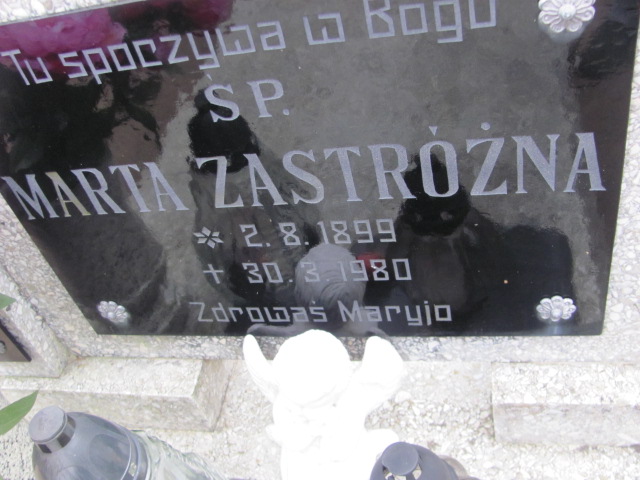 Tu spoczywa w Bogu
ŚP.
MARTA ZASTRÓŻNA
* 2.8.1899
+ 30.3.1980
Zdrowaś Maryjo